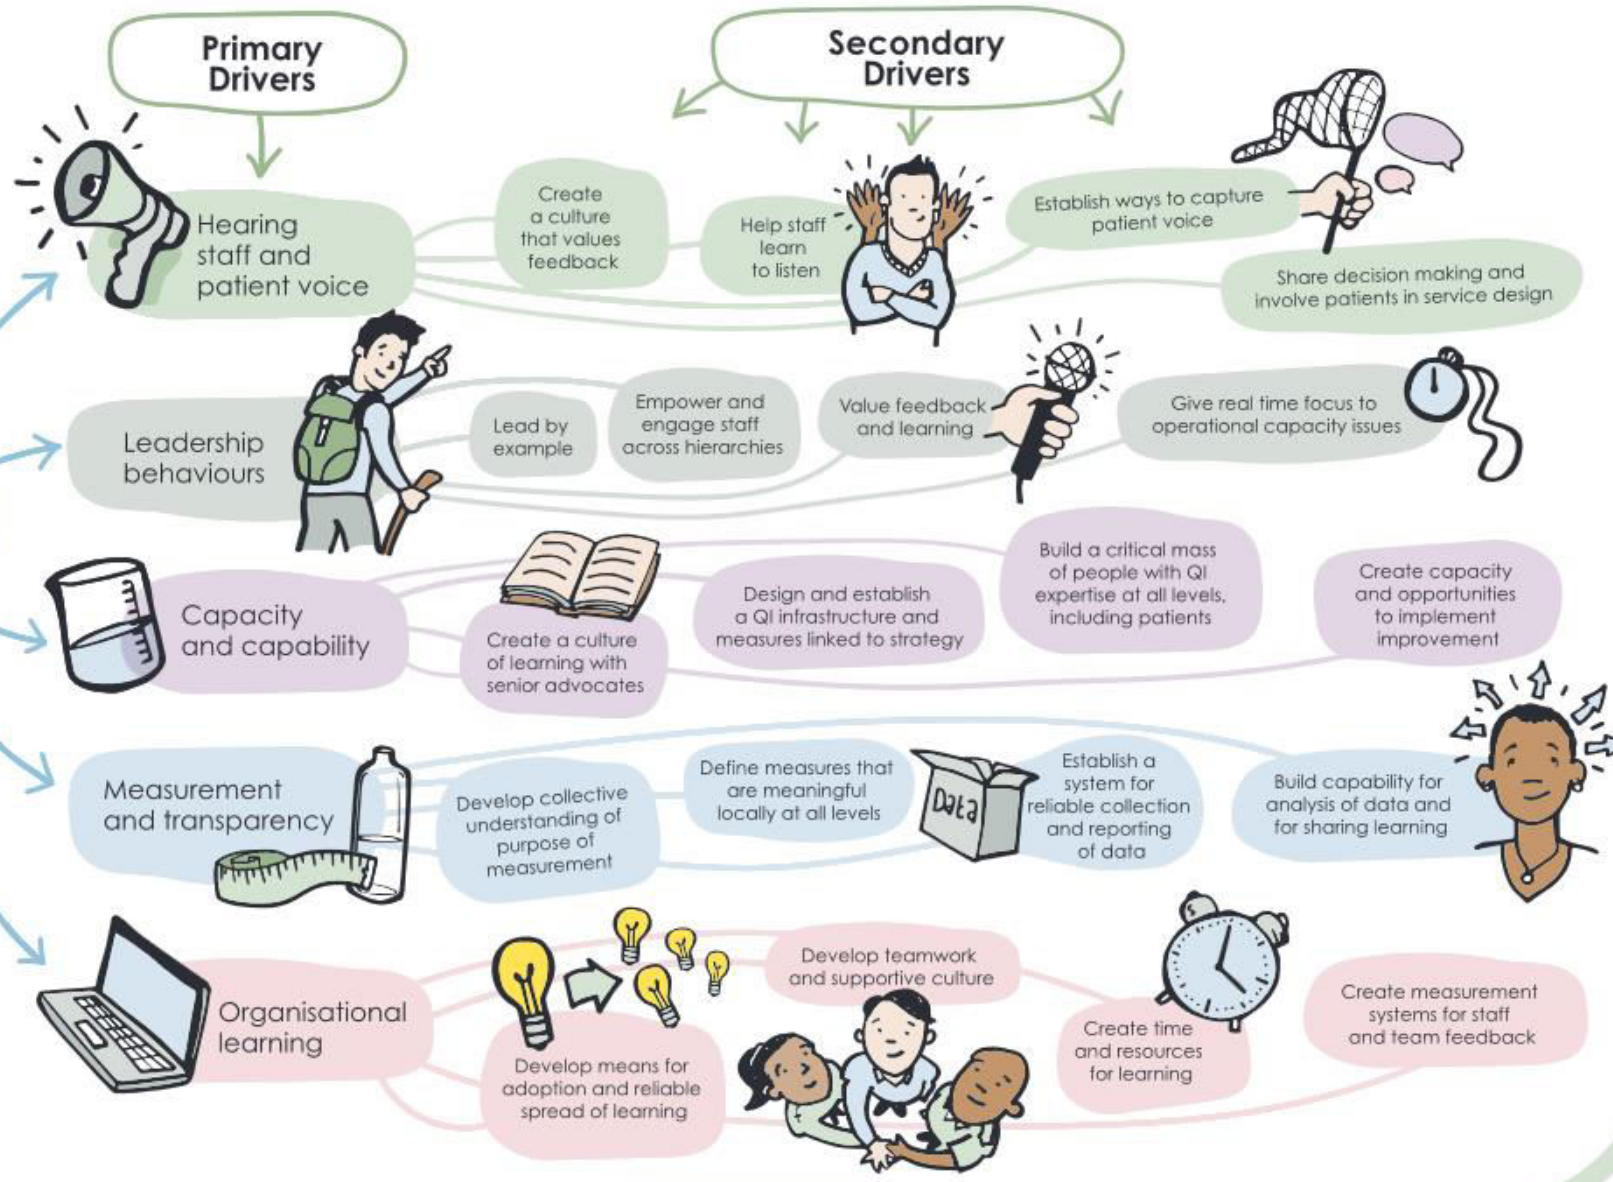 Primary
Drivers
Secondary
Drivers
Hearing
staff and
patient voice
Create
a culture
that values
feedback
Help staff
learn
to listen
Establish ways to capture
patient voice
Share decision making and
involve patients in service design
Leadership
behaviours
Lead by
example
Empower and
engage staff
across hierarchies
Value feedback
and learning
Give real time focus to
operational capacity issues
Capacity
and capability
Create a culture
of learning with
senior advocates
Design and establish
a QI infrastructure and
measures linked to strategy
Build a critical mass
of people with QI
expertise at all levels,
including patients
Create capacity
and opportunities
to implement
improvement
Measurement
and transparency
Develop collective
understanding of
purpose of
measurement
Define measures that
are meaningful
locally at all levels
Data
Establish a
system for
reliable collection
and reporting
of data
Build capability for
analysis of data and
for sharing learning
Organisational
learning
Develop means for
adoption and reliable
spread of learning
Develop teamwork
and supportive culture
Create time
and resources
for learning
Create measurement
systems for staff
and team feedback